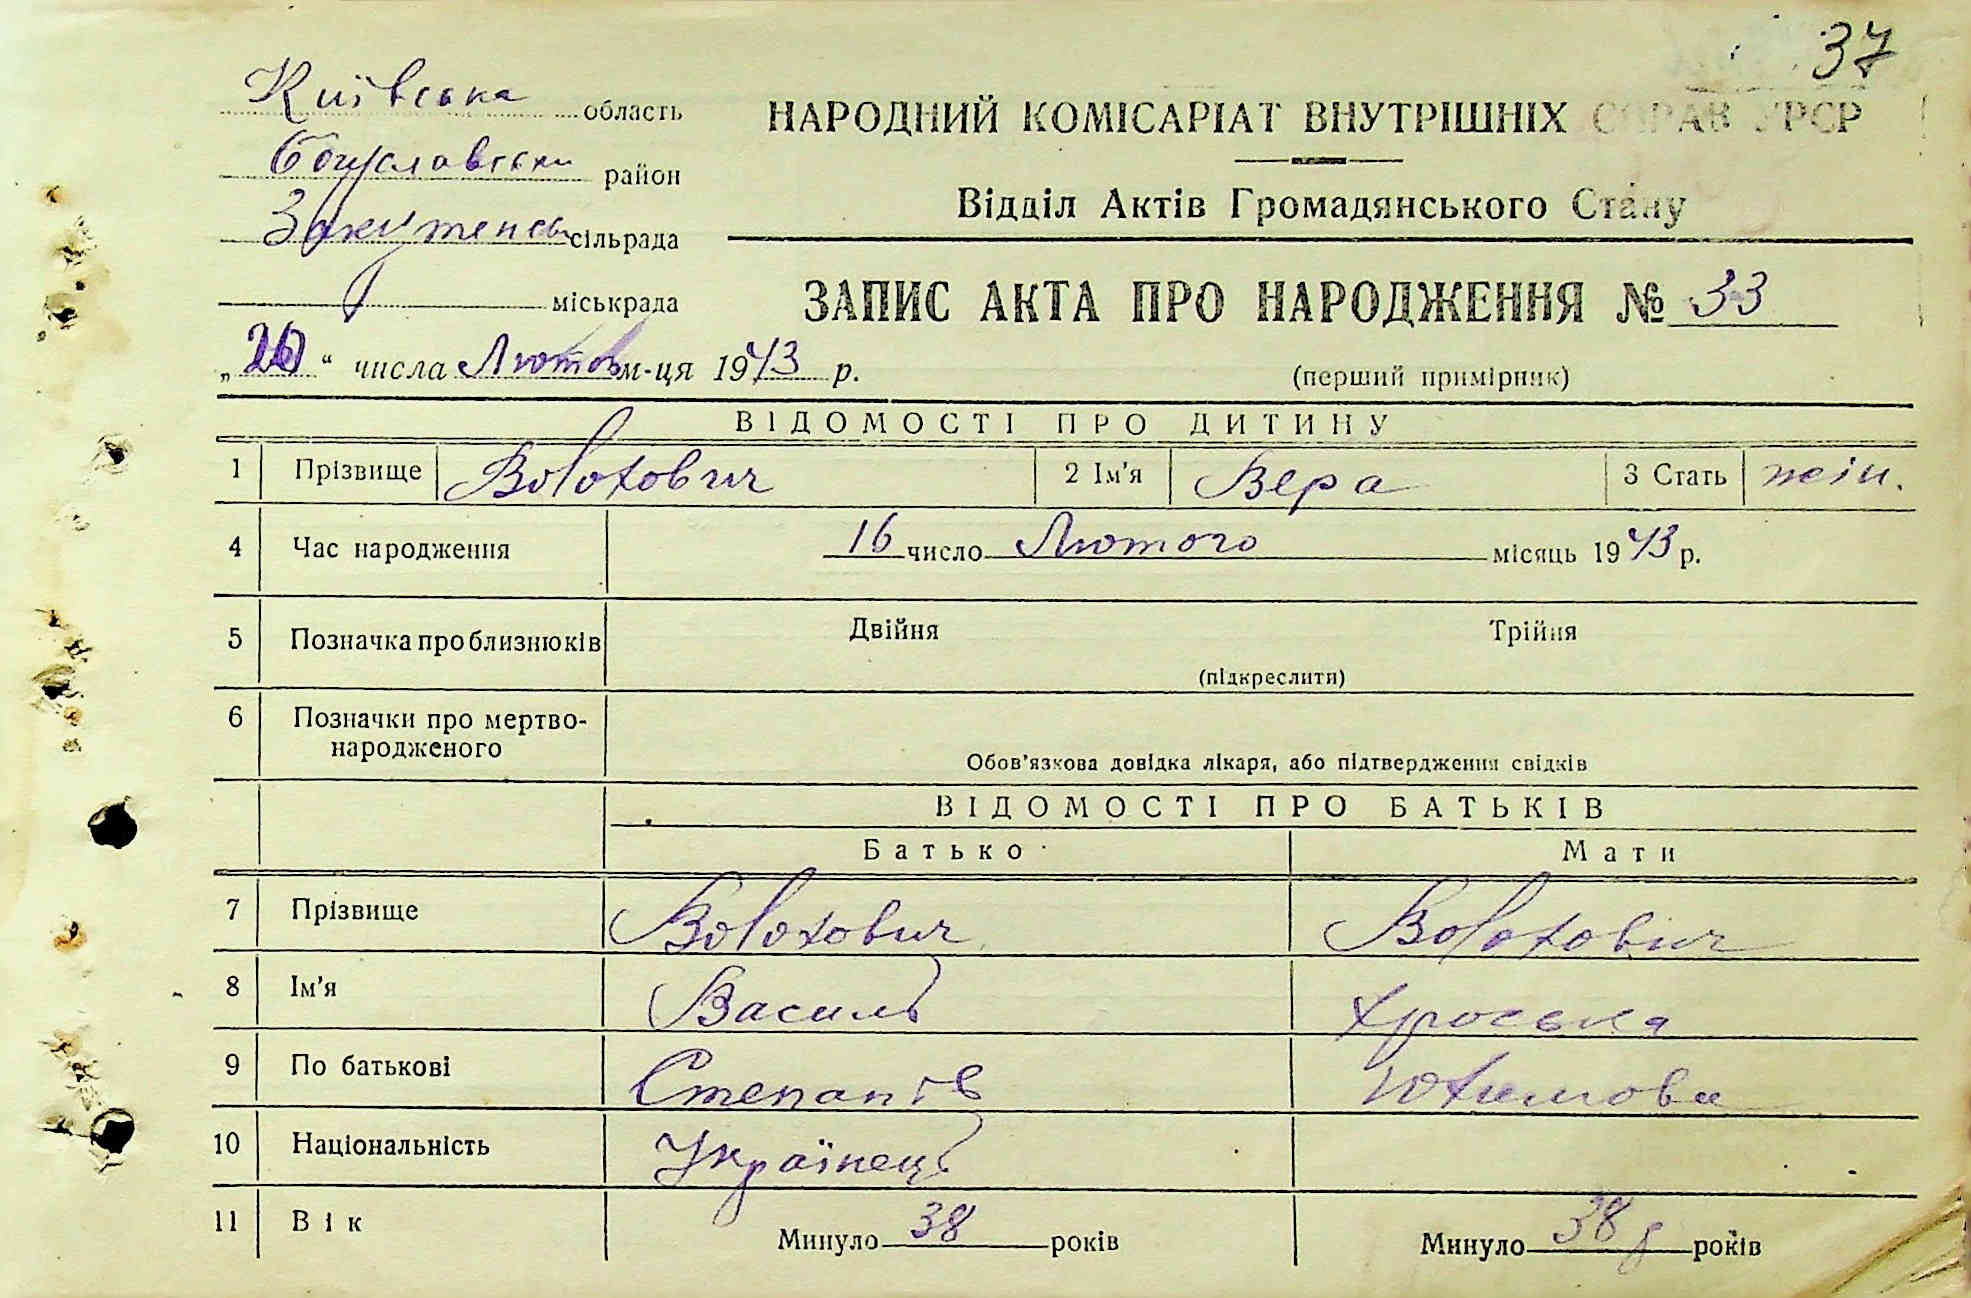 37
Київська область
Богуславськи район
Закутенсь сільрада
міськрада
НАРОДНИЙ КОМІСАРІАТ ВНУТРІШНІХ СПРАВ УРСР
Відділ Актів Громадянського Стану
ЗАПИС АКТА ПРО НАРОДЖЕННЯ № 33
„20“ числа Лютого м-ця 1943 р.
(перший примірник)
ВІДОМОСТІ ПРО ДИТИНУ
1 Прізвище Волохович 2 Ім'я Вера 3 Стать жін.
4 Час народження 16 число Лютого місяць 1943 р.
5 Позначка про близнюків Двійня Трійня
(підкреслити)
6 Позначки про мертво-
народженого
Обов'язкова довідка лікаря, або підтвердження свідків
ВІДОМОСТІ ПРО БАТЬКІВ
Батько Мати
7 Прізвище Волохович Волохович
8 Ім'я Василь Хроська
9 По батькові Степанів Юхимова
10 Національність Українець
11 Вік Минуло 38 років Минуло 38 років